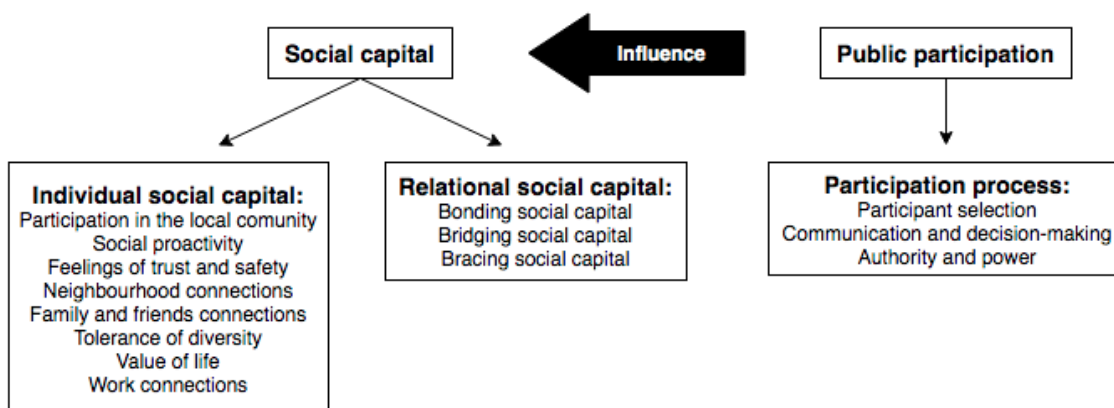 Social capital
Influence
Public participation
Individual social capital:
Participation in the local comunity
Social proactivity
Feelings of trust and safety
Neighbourhood connections
Family and friends connections
Tolerance of diversity
Value of life
Work connections
Relational social capital:
Bonding social capital
Bridging social capital
Bracing social capital
Participation process:
Participant selection
Communication and decision-making
Authority and power